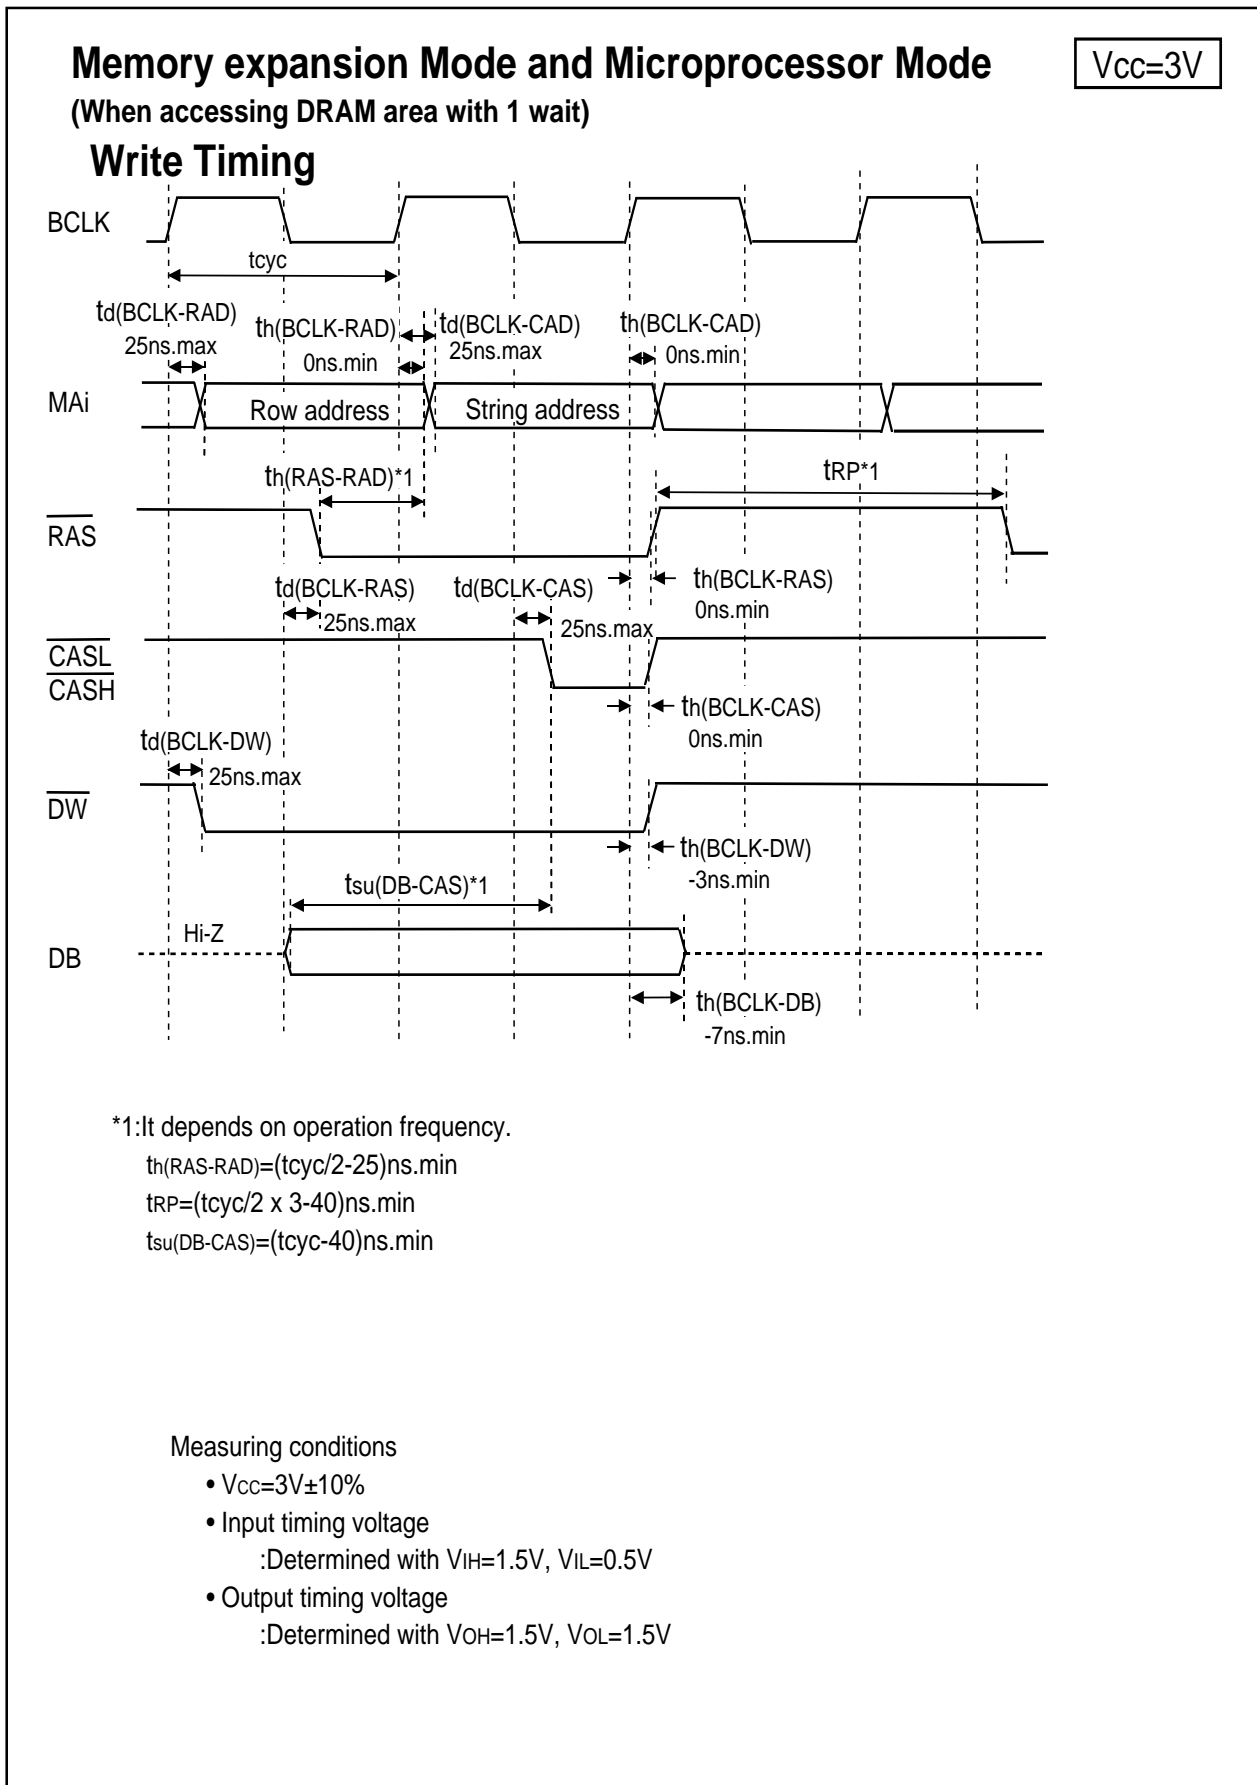 Memory expansion Mode and Microprocessor Mode
Vcc=3V
(When accessing DRAM area with 1 wait)
Write Timing
BCLK
tcyc
td(BCLK-RAD)
25ns.max
th(BCLK-RAD)
0ns.min
td(BCLK-CAD)
25ns.max
th(BCLK-CAD)
0ns.min
MAi
Row address
String address
th(RAS-RAD)*1
tRP*1
RAS
td(BCLK-RAS)
25ns.max
td(BCLK-CAS)
25ns.max
th(BCLK-RAS)
0ns.min
CASL
CASH
th(BCLK-CAS)
0ns.min
td(BCLK-DW)
25ns.max
DW
th(BCLK-DW)
-3ns.min
tsu(DB-CAS)*1
Hi-Z
DB
th(BCLK-DB)
-7ns.min
*1:It depends on operation frequency.
th(RAS-RAD)=(tcyc/2-25)ns.min
tRP=(tcyc/2 x 3-40)ns.min
tsu(DB-CAS)=(tcyc-40)ns.min
Measuring conditions
• VCC=3V±10%
• Input timing voltage
:Determined with VIH=1.5V, VIL=0.5V
• Output timing voltage
:Determined with VOH=1.5V, VOL=1.5V